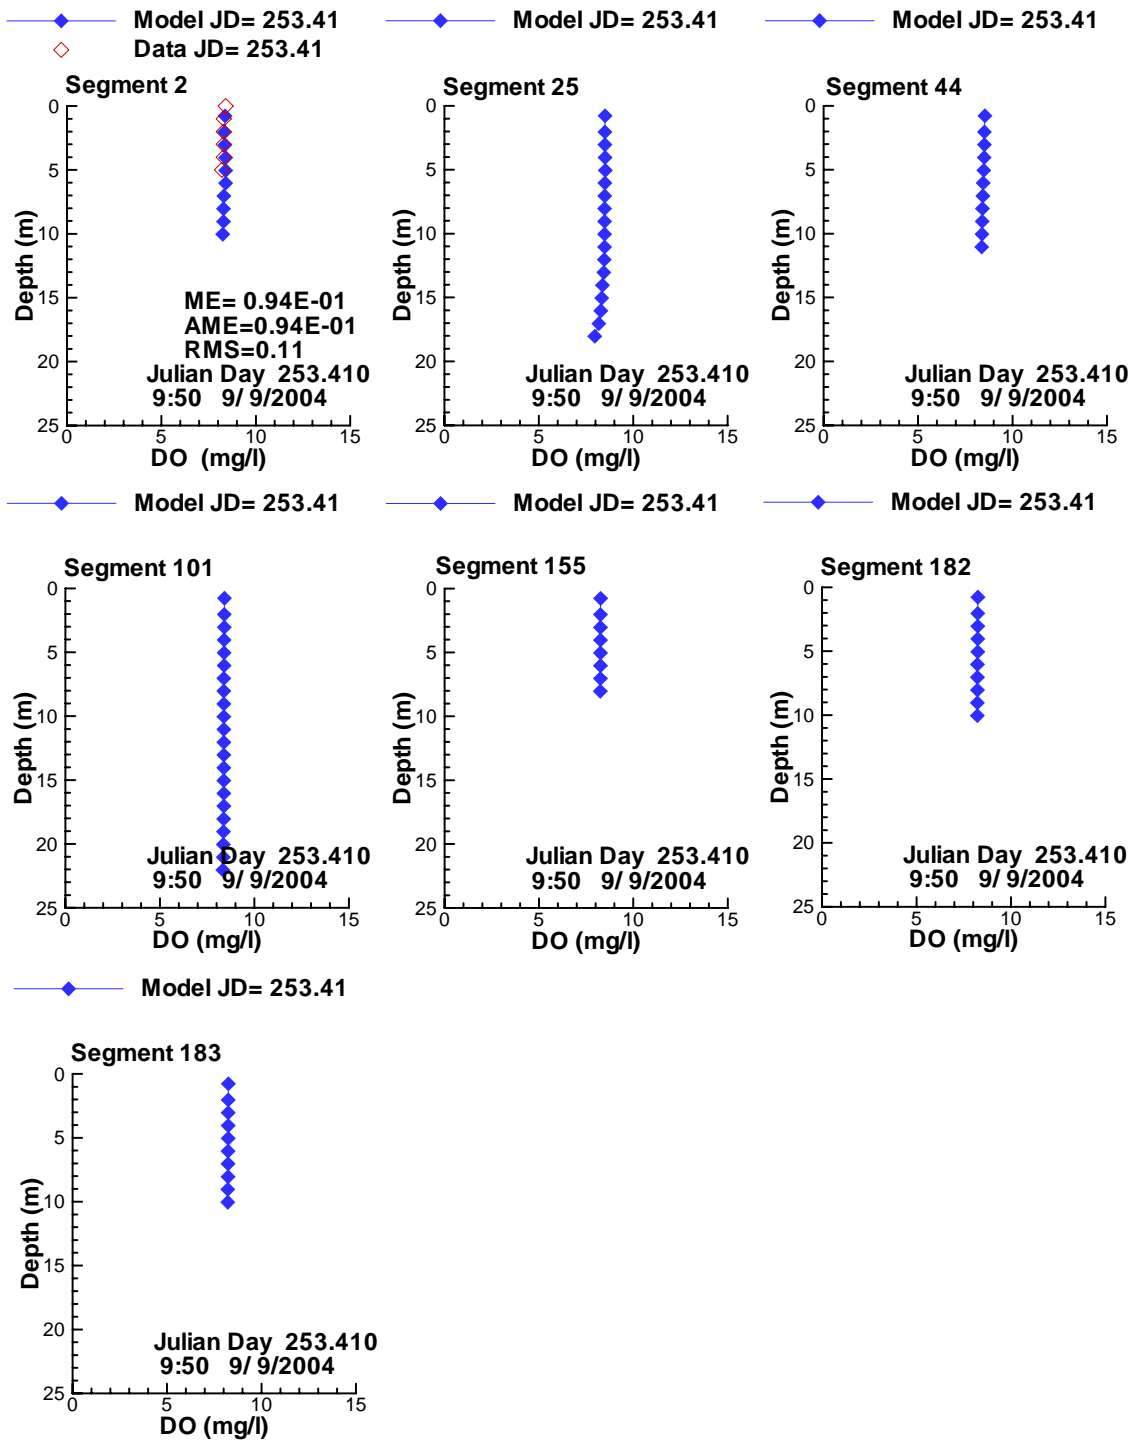 Model JD= 253.41
Data JD= 253.41
Segment 2
0
5
10
15
20
25
Depth (m)
ME= 0.94E-01
AME=0.94E-01
RMS=0.11
Julian Day 253.410
9:50 9/ 9/2004
0 5 10 15
DO (mg/l)
Model JD= 253.41
Segment 25
0
5
10
15
20
25
Depth (m)
Julian Day 253.410
9:50 9/ 9/2004
0 5 10 15
DO (mg/l)
Model JD= 253.41
Segment 44
0
5
10
15
20
25
Depth (m)
Julian Day 253.410
9:50 9/ 9/2004
0 5 10 15
DO (mg/l)
Model JD= 253.41
Segment 101
0
5
10
15
20
25
Depth (m)
Julian Day 253.410
9:50 9/ 9/2004
0 5 10 15
DO (mg/l)
Model JD= 253.41
Segment 155
0
5
10
15
20
25
Depth (m)
Julian Day 253.410
9:50 9/ 9/2004
0 5 10 15
DO (mg/l)
Model JD= 253.41
Segment 182
0
5
10
15
20
25
Depth (m)
Julian Day 253.410
9:50 9/ 9/2004
0 5 10 15
DO (mg/l)
Model JD= 253.41
Segment 183
0
5
10
15
20
25
Depth (m)
Julian Day 253.410
9:50 9/ 9/2004
0 5 10 15
DO (mg/l)